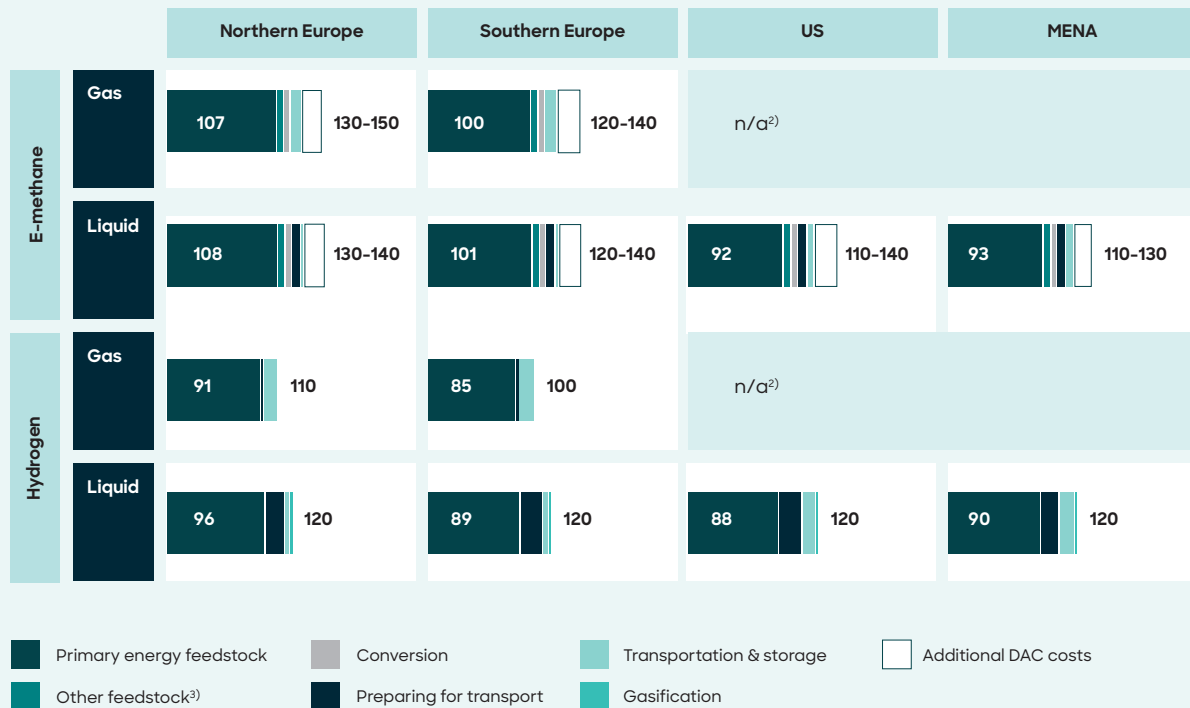 Northern Europe
Southern Europe
US
MENA
E-methane
Gas
107
130-150
100
120-140
n/a²⁾
Liquid
108
130-140
101
120-140
92
110-140
93
110-130
Hydrogen
Gas
91
110
85
100
n/a²⁾
Liquid
96
120
89
120
88
120
90
120
Primary energy feedstock
Conversion
Transportation & storage
Additional DAC costs
Other feedstock³⁾
Preparing for transport
Gasification